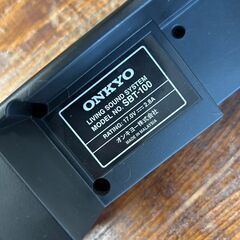 ONKYO
LIVING SOUND SYSTEM
MODEL NO. SBT-100
RATING: 17.0V ⎓ 2.8A
オンキヨー株式会社
MADE IN MALAYSIA